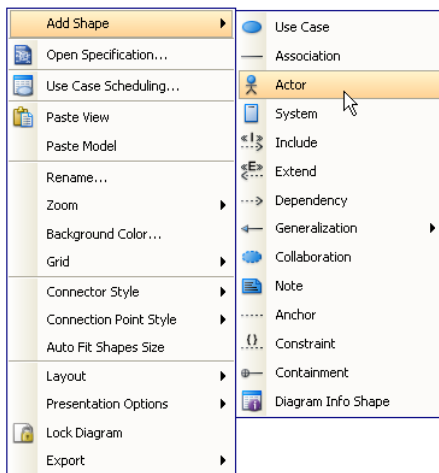 Add Shape
Open Specification...
Use Case Scheduling...
Paste View
Paste Model
Rename...
Zoom
Background Color...
Grid
Connector Style
Connection Point Style
Auto Fit Shapes Size
Layout
Presentation Options
Lock Diagram
Export
Use Case
Association
Actor
System
«I» Include
«E» Extend
Dependency
Generalization
Collaboration
Note
Anchor
{} Constraint
Containment
Diagram Info Shape